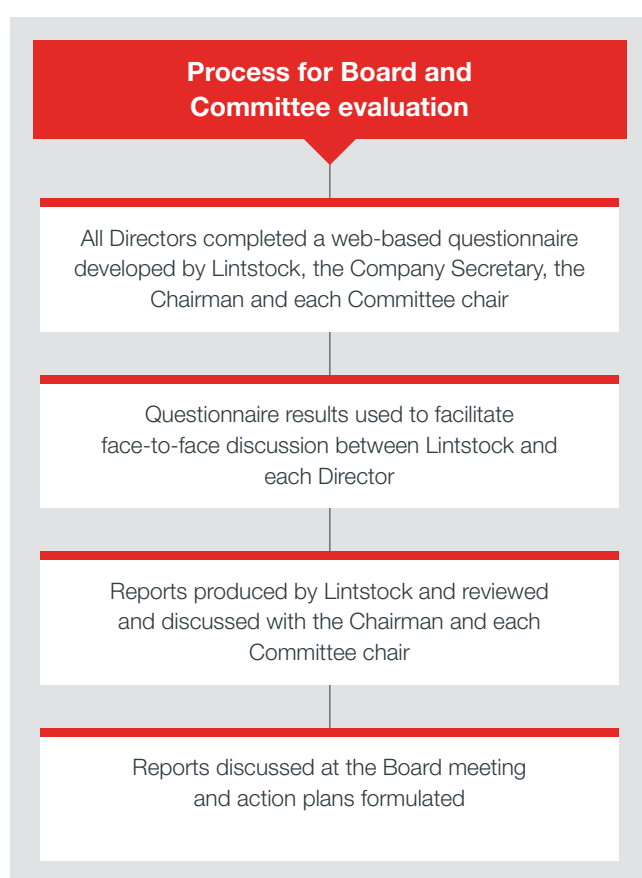 Process for Board and
Committee evaluation
All Directors completed a web-based questionnaire
developed by Lintstock, the Company Secretary, the
Chairman and each Committee chair
Questionnaire results used to facilitate
face-to-face discussion between Lintstock and
each Director
Reports produced by Lintstock and reviewed
and discussed with the Chairman and each
Committee chair
Reports discussed at the Board meeting
and action plans formulated